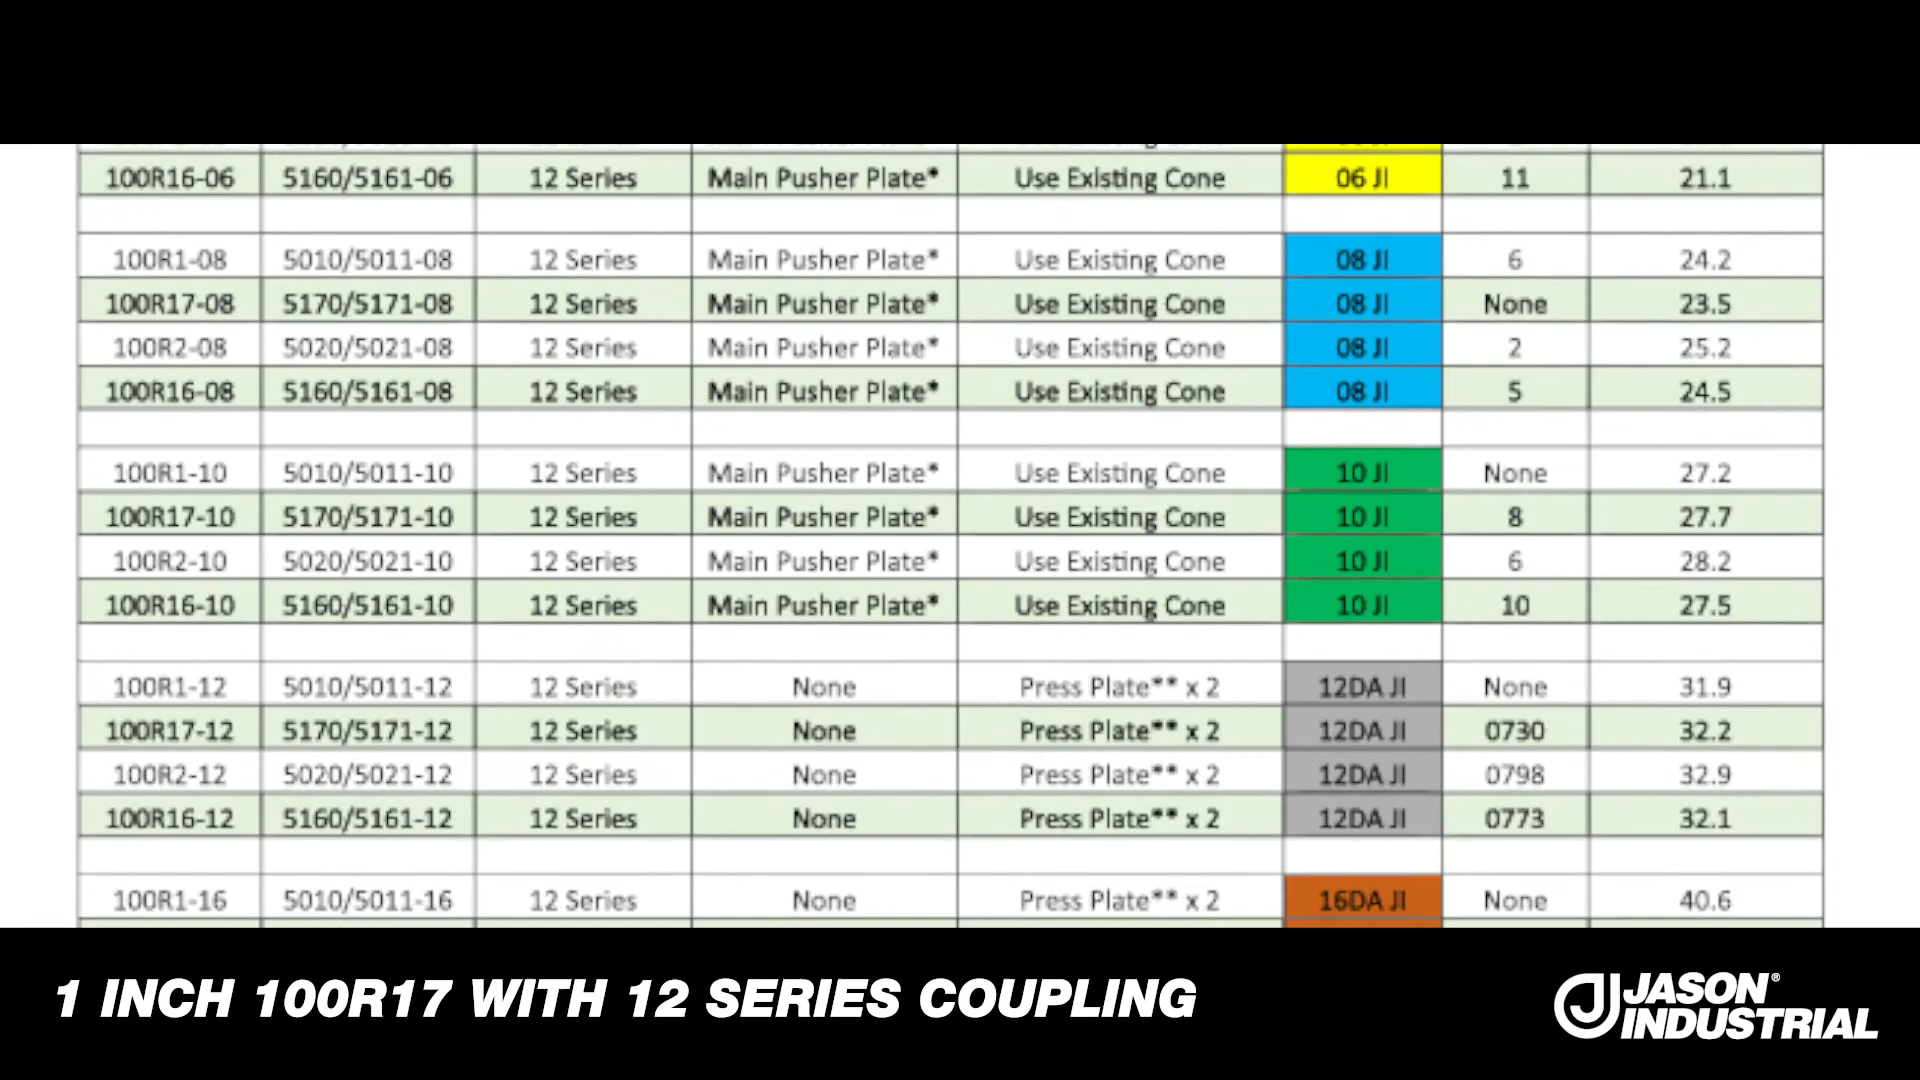 100R16-06 5160/5161-06 12 Series Main Pusher Plate* Use Existing Cone 06 JI 11 21.1
100R1-08 5010/5011-08 12 Series Main Pusher Plate* Use Existing Cone 08 JI 6 24.2
100R17-08 5170/5171-08 12 Series Main Pusher Plate* Use Existing Cone 08 JI None 23.5
100R2-08 5020/5021-08 12 Series Main Pusher Plate* Use Existing Cone 08 JI 2 25.2
100R16-08 5160/5161-08 12 Series Main Pusher Plate* Use Existing Cone 08 JI 5 24.5
100R1-10 5010/5011-10 12 Series Main Pusher Plate* Use Existing Cone 10 JI None 27.2
100R17-10 5170/5171-10 12 Series Main Pusher Plate* Use Existing Cone 10 JI 8 27.7
100R2-10 5020/5021-10 12 Series Main Pusher Plate* Use Existing Cone 10 JI 6 28.2
100R16-10 5160/5161-10 12 Series Main Pusher Plate* Use Existing Cone 10 JI 10 27.5
100R1-12 5010/5011-12 12 Series None Press Plate** x 2 12DA JI None 31.9
100R17-12 5170/5171-12 12 Series None Press Plate** x 2 12DA JI 0730 32.2
100R2-12 5020/5021-12 12 Series None Press Plate** x 2 12DA JI 0798 32.9
100R16-12 5160/5161-12 12 Series None Press Plate** x 2 12DA JI 0773 32.1
100R1-16 5010/5011-16 12 Series None Press Plate** x 2 16DA JI None 40.6
1 INCH 100R17 WITH 12 SERIES COUPLING
JASON®
INDUSTRIAL